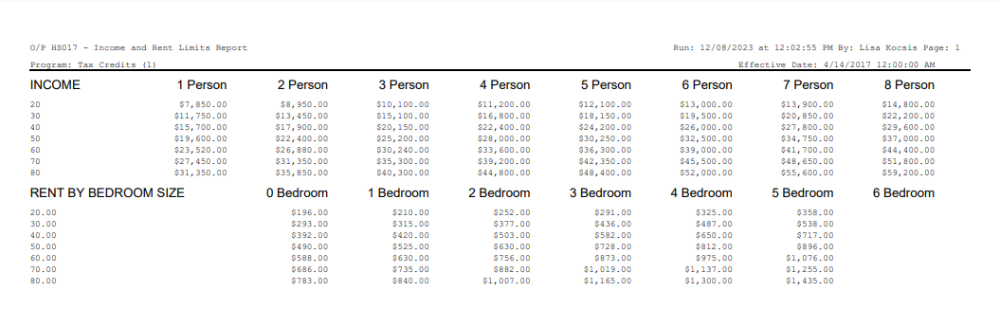 O/P HS017 - Income and Rent Limits Report Run: 12/08/2023 at 12:02:55 PM By: Lisa Kocsis Page: 1
Program: Tax Credits (1) Effective Date: 4/14/2017 12:00:00 AM
INCOME 1 Person 2 Person 3 Person 4 Person 5 Person 6 Person 7 Person 8 Person
20 $7,850.00 $8,950.00 $10,100.00 $11,200.00 $12,100.00 $13,000.00 $13,900.00 $14,800.00
30 $11,750.00 $13,450.00 $15,100.00 $16,800.00 $18,150.00 $19,500.00 $20,850.00 $22,200.00
40 $15,700.00 $17,900.00 $20,150.00 $22,400.00 $24,200.00 $26,000.00 $27,800.00 $29,600.00
50 $19,600.00 $22,400.00 $25,200.00 $28,000.00 $30,250.00 $32,500.00 $34,750.00 $37,000.00
60 $23,520.00 $26,880.00 $30,240.00 $33,600.00 $36,300.00 $39,000.00 $41,700.00 $44,400.00
70 $27,450.00 $31,350.00 $35,300.00 $39,200.00 $42,350.00 $45,500.00 $48,650.00 $51,800.00
80 $31,350.00 $35,850.00 $40,300.00 $44,800.00 $48,400.00 $52,000.00 $55,600.00 $59,200.00
RENT BY BEDROOM SIZE 0 Bedroom 1 Bedroom 2 Bedroom 3 Bedroom 4 Bedroom 5 Bedroom 6 Bedroom
20.00 $196.00 $210.00 $252.00 $291.00 $325.00 $358.00
30.00 $293.00 $315.00 $377.00 $436.00 $487.00 $538.00
40.00 $392.00 $420.00 $503.00 $582.00 $650.00 $717.00
50.00 $490.00 $525.00 $630.00 $728.00 $812.00 $896.00
60.00 $588.00 $630.00 $756.00 $873.00 $975.00 $1,076.00
70.00 $686.00 $735.00 $882.00 $1,019.00 $1,137.00 $1,255.00
80.00 $783.00 $840.00 $1,007.00 $1,165.00 $1,300.00 $1,435.00